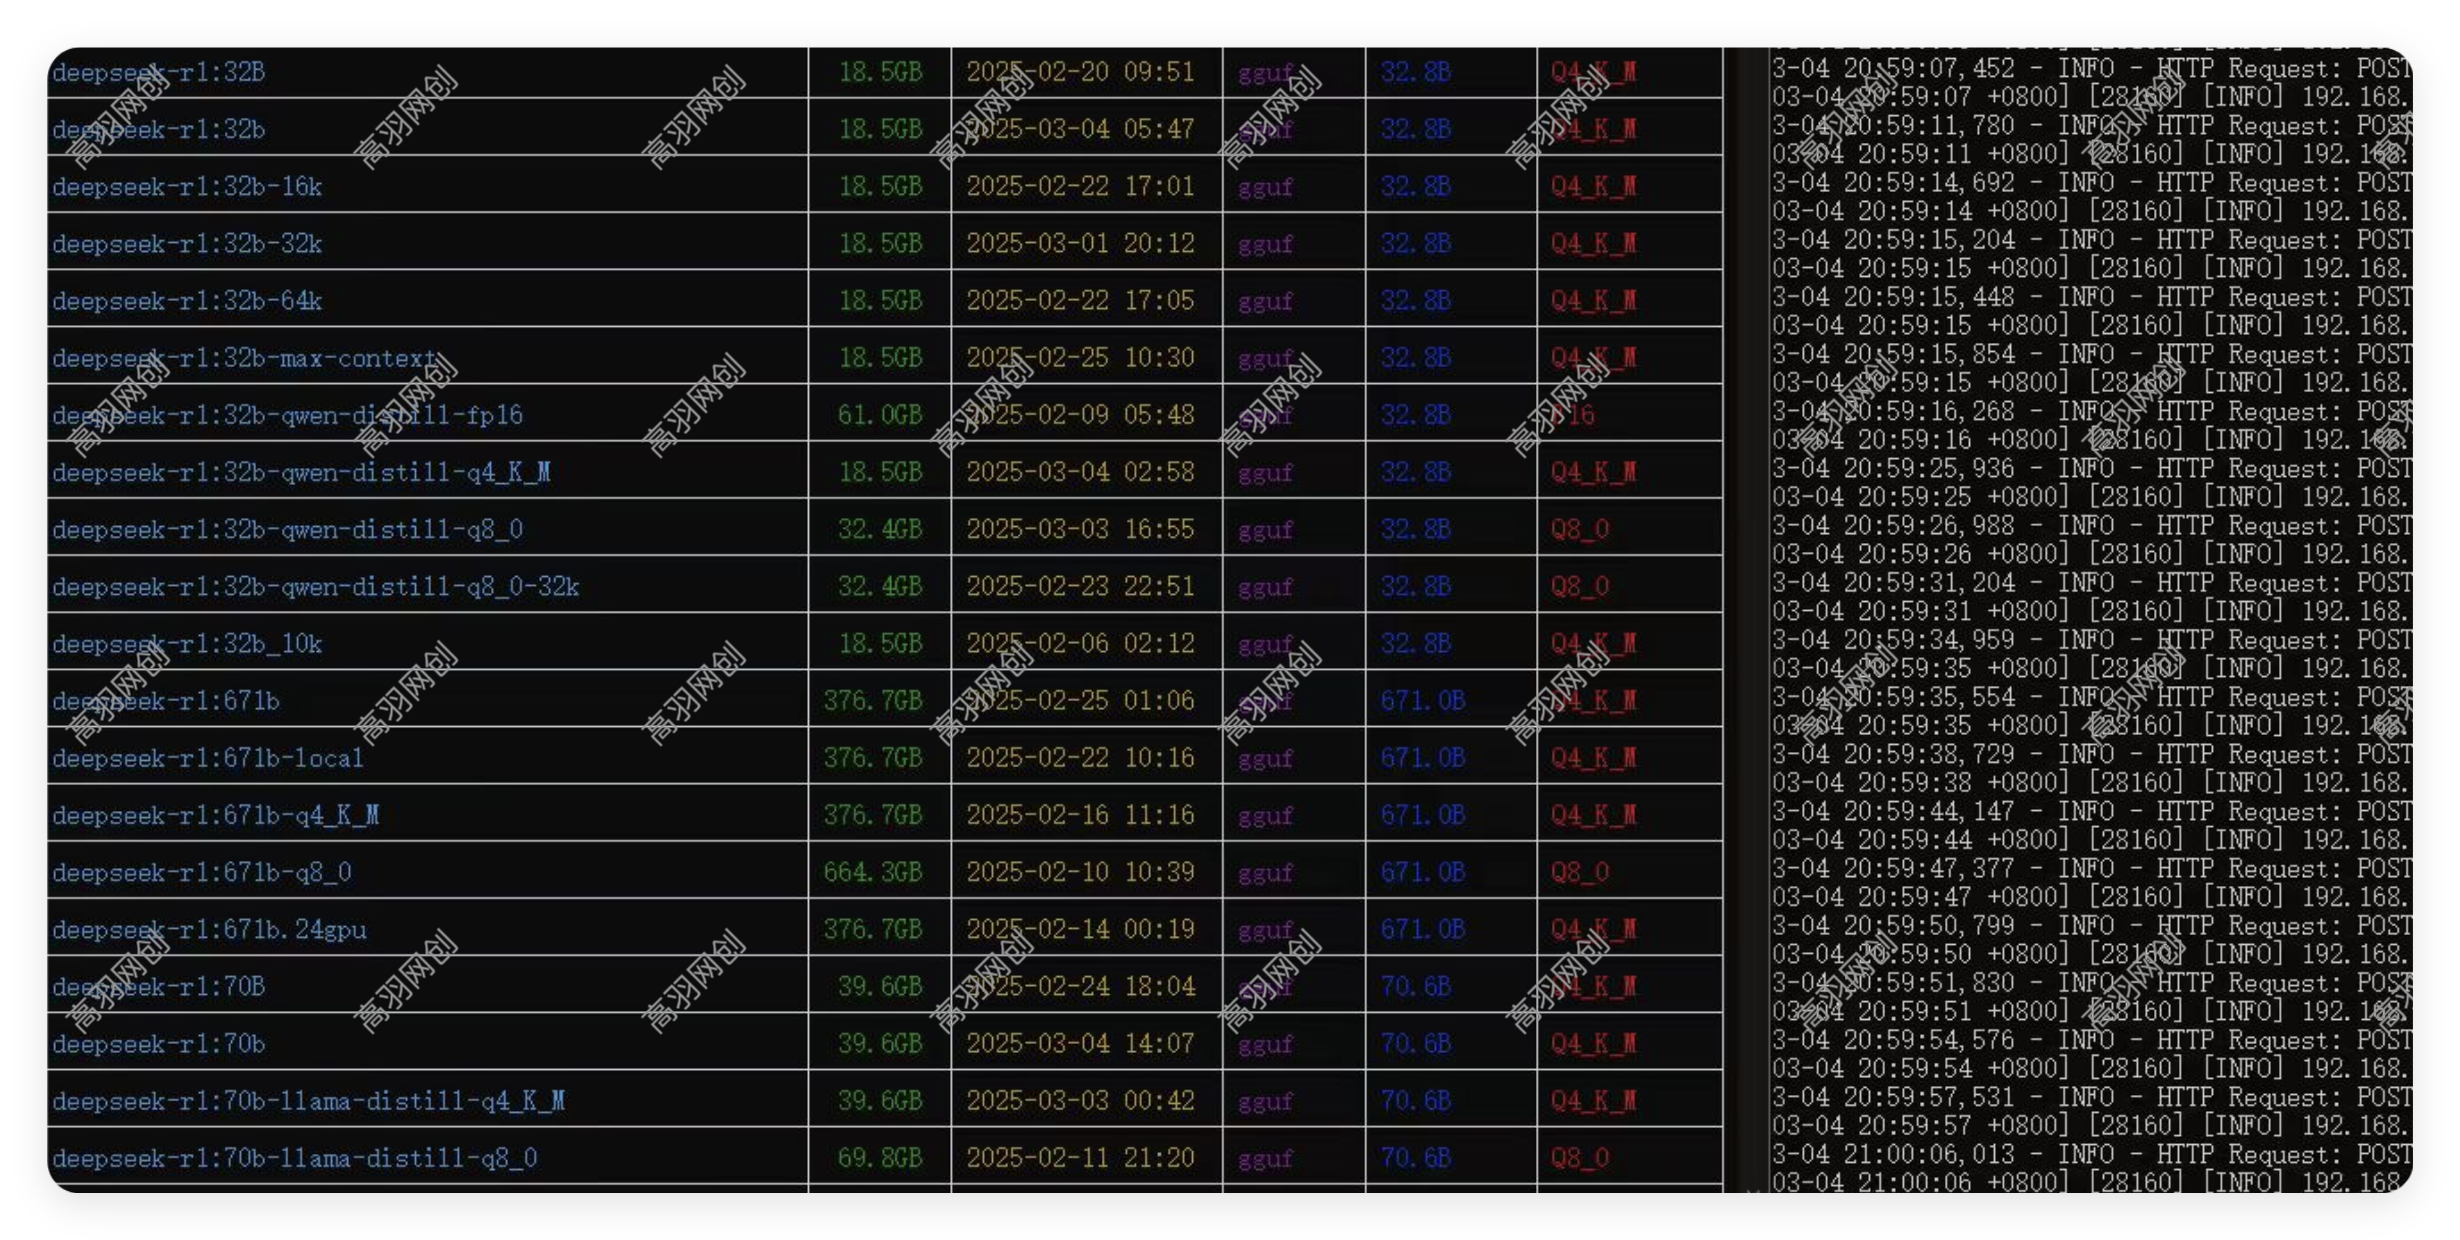 deepseek-r1:32B 18.5GB 2025-02-20 09:51 gguf 32.8B Q4_K_M
deepseek-r1:32b 18.5GB 2025-03-04 05:47 gguf 32.8B Q4_K_M
deepseek-r1:32b-16k 18.5GB 2025-02-22 17:01 gguf 32.8B Q4_K_M
deepseek-r1:32b-32k 18.5GB 2025-03-01 20:12 gguf 32.8B Q4_K_M
deepseek-r1:32b-64k 18.5GB 2025-02-22 17:05 gguf 32.8B Q4_K_M
deepseek-r1:32b-max-context 18.5GB 2025-02-25 10:30 gguf 32.8B Q4_K_M
deepseek-r1:32b-qwen-distill-fp16 61.0GB 2025-02-09 05:48 gguf 32.8B F16
deepseek-r1:32b-qwen-distill-q4_K_M 18.5GB 2025-03-04 02:58 gguf 32.8B Q4_K_M
deepseek-r1:32b-qwen-distill-q8_0 32.4GB 2025-03-03 16:55 gguf 32.8B Q8_0
deepseek-r1:32b-qwen-distill-q8_0-32k 32.4GB 2025-02-23 22:51 gguf 32.8B Q8_0
deepseek-r1:32b_10k 18.5GB 2025-02-06 02:12 gguf 32.8B Q4_K_M
deepseek-r1:671b 376.7GB 2025-02-25 01:06 gguf 671.0B Q4_K_M
deepseek-r1:671b-local 376.7GB 2025-02-22 10:16 gguf 671.0B Q4_K_M
deepseek-r1:671b-q4_K_M 376.7GB 2025-02-16 11:16 gguf 671.0B Q4_K_M
deepseek-r1:671b-q8_0 664.3GB 2025-02-10 10:39 gguf 671.0B Q8_0
deepseek-r1:671b.24gpu 376.7GB 2025-02-14 00:19 gguf 671.0B Q4_K_M
deepseek-r1:70B 39.6GB 2025-02-24 18:04 gguf 70.6B Q4_K_M
deepseek-r1:70b 39.6GB 2025-03-04 14:07 gguf 70.6B Q4_K_M
deepseek-r1:70b-llama-distill-q4_K_M 39.6GB 2025-03-03 00:42 gguf 70.6B Q4_K_M
deepseek-r1:70b-llama-distill-q8_0 69.8GB 2025-02-11 21:20 gguf 70.6B Q8_0
3-04 20:59:07,452 - INFO - HTTP Request: POST
03-04 20:59:07 +0800] [28160] [INFO] 192.168.
3-04 20:59:11,780 - INFO - HTTP Request: POST
03-04 20:59:11 +0800] [28160] [INFO] 192.168.
3-04 20:59:14,692 - INFO - HTTP Request: POST
03-04 20:59:14 +0800] [28160] [INFO] 192.168.
3-04 20:59:15,204 - INFO - HTTP Request: POST
03-04 20:59:15 +0800] [28160] [INFO] 192.168.
3-04 20:59:15,448 - INFO - HTTP Request: POST
03-04 20:59:15 +0800] [28160] [INFO] 192.168.
3-04 20:59:15,854 - INFO - HTTP Request: POST
03-04 20:59:15 +0800] [28160] [INFO] 192.168.
3-04 20:59:16,268 - INFO - HTTP Request: POST
03-04 20:59:16 +0800] [28160] [INFO] 192.168.
3-04 20:59:25,936 - INFO - HTTP Request: POST
03-04 20:59:25 +0800] [28160] [INFO] 192.168.
3-04 20:59:26,988 - INFO - HTTP Request: POST
03-04 20:59:26 +0800] [28160] [INFO] 192.168.
3-04 20:59:31,204 - INFO - HTTP Request: POST
03-04 20:59:31 +0800] [28160] [INFO] 192.168.
3-04 20:59:34,959 - INFO - HTTP Request: POST
03-04 20:59:35 +0800] [28160] [INFO] 192.168.
3-04 20:59:35,554 - INFO - HTTP Request: POST
03-04 20:59:35 +0800] [28160] [INFO] 192.168.
3-04 20:59:38,729 - INFO - HTTP Request: POST
03-04 20:59:38 +0800] [28160] [INFO] 192.168.
3-04 20:59:44,147 - INFO - HTTP Request: POST
03-04 20:59:44 +0800] [28160] [INFO] 192.168.
3-04 20:59:47,377 - INFO - HTTP Request: POST
03-04 20:59:47 +0800] [28160] [INFO] 192.168.
3-04 20:59:50,799 - INFO - HTTP Request: POST
03-04 20:59:50 +0800] [28160] [INFO] 192.168.
3-04 20:59:51,830 - INFO - HTTP Request: POST
03-04 20:59:51 +0800] [28160] [INFO] 192.168.
3-04 20:59:54,576 - INFO - HTTP Request: POST
03-04 20:59:54 +0800] [28160] [INFO] 192.168.
3-04 20:59:57,531 - INFO - HTTP Request: POST
03-04 20:59:57 +0800] [28160] [INFO] 192.168.
3-04 21:00:06,013 - INFO - HTTP Request: POST
03-04 21:00:06 +0800] [28160] [INFO] 192.168
高羽网创